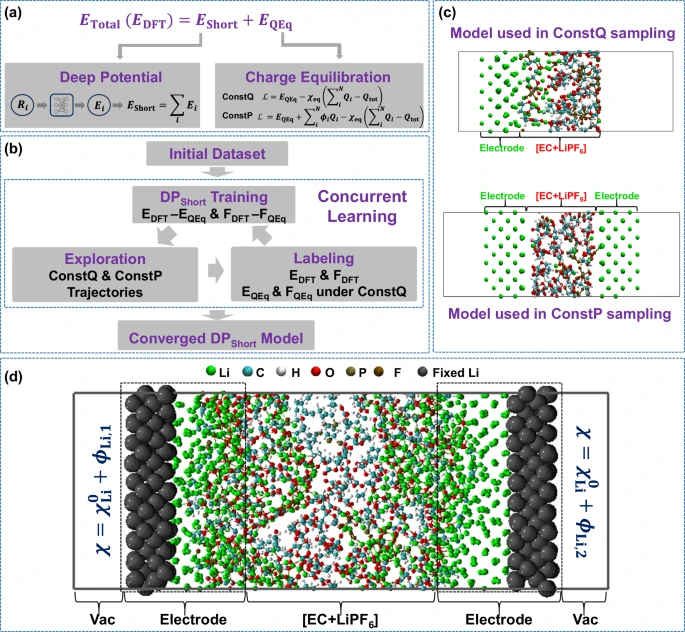 (a)
E_Total (E_DFT) = E_Short + E_QEq
Deep Potential
R_i E_i E_Short = ∑_i E_i
Charge Equilibration
ConstQ ℒ = E_QEq − χ_eq (∑_i^N Q_i − Q_tot)
ConstP ℒ = E_QEq + ∑_i^N ϕ_i Q_i − χ_eq (∑_i^N Q_i − Q_tot)
(b)
Initial Dataset
DP_Short Training
E_DFT−E_QEq & F_DFT−F_QEq
Concurrent
Learning
Exploration
ConstQ & ConstP
Trajectories
Labeling
E_DFT & F_DFT
E_QEq & F_QEq under ConstQ
Converged DP_Short Model
(c)
Model used in ConstQ sampling
Electrode [EC+LiPF₆]
Electrode [EC+LiPF₆] Electrode
Model used in ConstP sampling
(d)
Li C H O P F Fixed Li
χ = χ⁰_Li + ϕ_Li,1
χ = χ⁰_Li + ϕ_Li,2
Vac Electrode [EC+LiPF₆] Electrode Vac